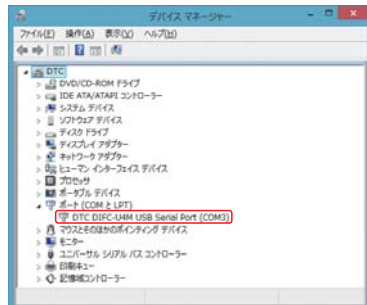 デバイス マネージャー
ファイル(F) 操作(A) 表示(V) ヘルプ(H)
DTC
DVD/CD-ROM ドライブ
IDE ATA/ATAPI コントローラー
システム デバイス
ソフトウェア デバイス
ディスク ドライブ
ディスプレイ アダプター
ネットワーク アダプター
ヒューマン インターフェイス デバイス
プロセッサ
ポータブル デバイス
ポート (COM と LPT)
DTC DIFC-U4M USB Serial Port (COM3)
マウスとそのほかのポインティング デバイス
モニター
ユニバーサル シリアル バス コントローラー
印刷キュー
記憶域コントローラー